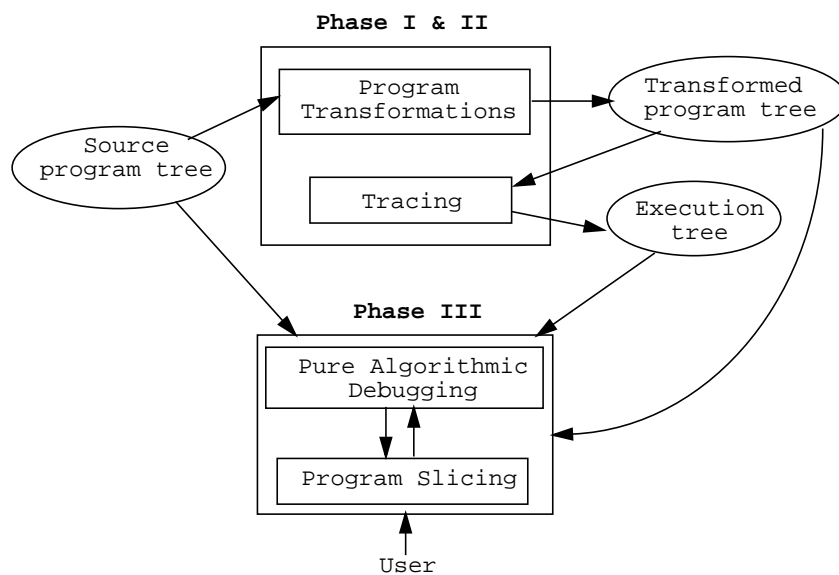 Phase I & II
Program
Transformations
Transformed
program tree
Source
program tree
Tracing
Execution
tree
Phase III
Pure Algorithmic
Debugging
Program Slicing
User